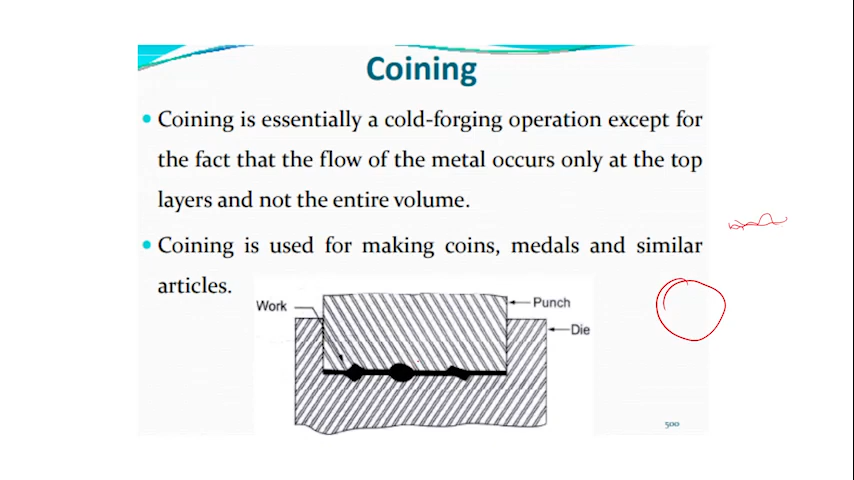 Coining
Coining is essentially a cold-forging operation except for
the fact that the flow of the metal occurs only at the top
layers and not the entire volume.
Coining is used for making coins, medals and similar
articles.
Work
Punch
Die
500